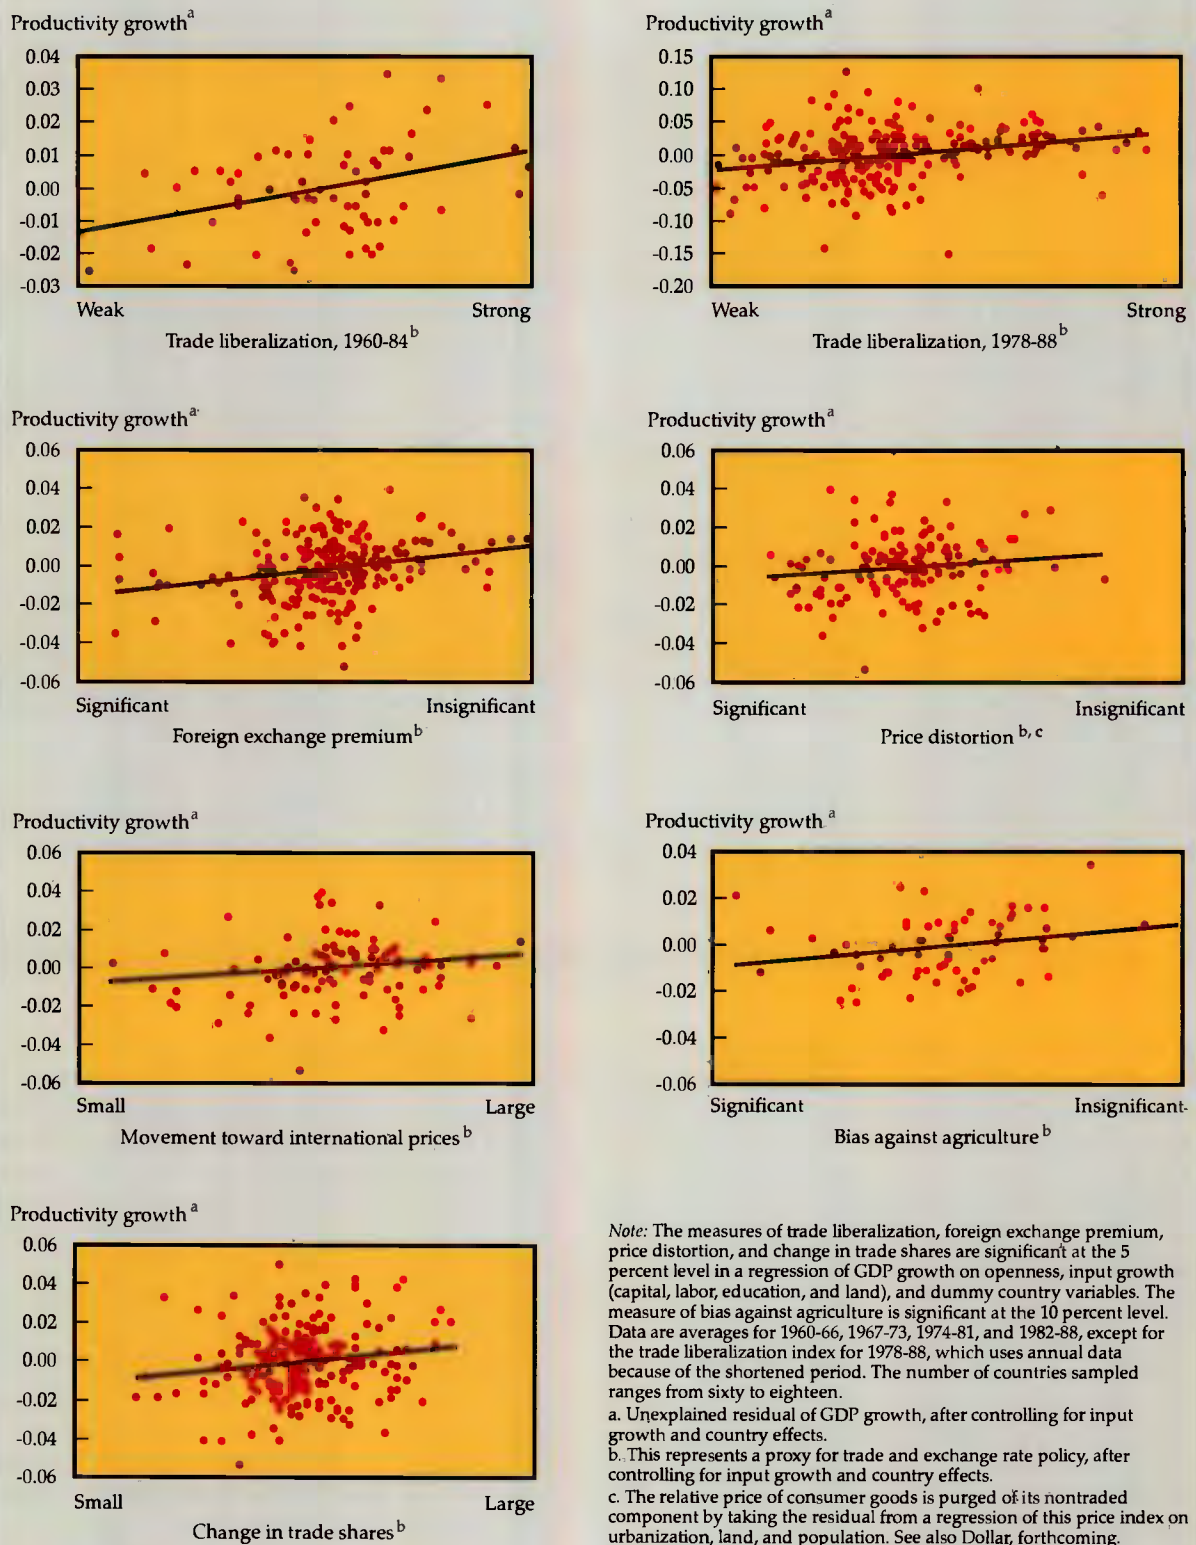 Productivity growth a
0.04
0.03
0.02
0.01
0.00
-0.01
-0.02
-0.03
Weak Strong
Trade liberalization, 1960-84 b
Productivity growth a
0.15
0.10
0.05
0.00
-0.05
-0.10
-0.15
-0.20
Weak Strong
Trade liberalization, 1978-88 b
Productivity growth a
0.06
0.04
0.02
0.00
-0.02
-0.04
-0.06
Significant Insignificant
Foreign exchange premium b
Productivity growth a
0.06
0.04
0.02
0.00
-0.02
-0.04
-0.06
Significant Insignificant
Price distortion b, c
Productivity growth a
0.06
0.04
0.02
0.00
-0.02
-0.04
-0.06
Small Large
Movement toward international prices b
Productivity growth a
0.04
0.02
0.00
-0.02
-0.04
-0.06
Significant Insignificant
Bias against agriculture b
Productivity growth a
0.06
0.04
0.02
0.00
-0.02
-0.04
-0.06
Small Large
Change in trade shares b
Note: The measures of trade liberalization, foreign exchange premium,
price distortion, and change in trade shares are significant at the 5
percent level in a regression of GDP growth on openness, input growth
(capital, labor, education, and land), and dummy country variables. The
measure of bias against agriculture is significant at the 10 percent level.
Data are averages for 1960-66, 1967-73, 1974-81, and 1982-88, except for
the trade liberalization index for 1978-88, which uses annual data
because of the shortened period. The number of countries sampled
ranges from sixty to eighteen.
a. Unexplained residual of GDP growth, after controlling for input
growth and country effects.
b. This represents a proxy for trade and exchange rate policy, after
controlling for input growth and country effects.
c. The relative price of consumer goods is purged of its nontraded
component by taking the residual from a regression of this price index on
urbanization, land, and population. See also Dollar, forthcoming.